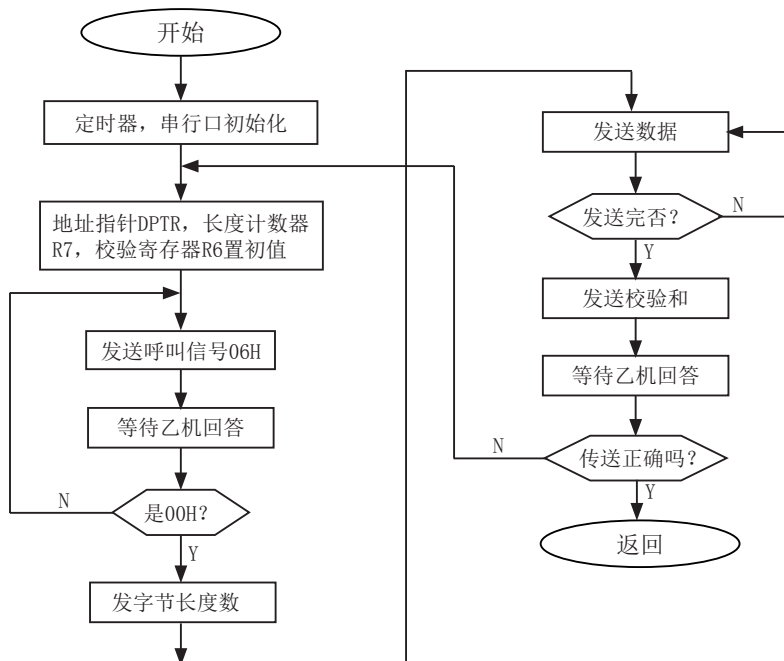 开始
定时器，串行口初始化
地址指针DPTR，长度计数器
R7，校验寄存器R6置初值
发送呼叫信号06H
等待乙机回答
是00H？
N
Y
发字节长度数
发送数据
发送完否？
N
Y
发送校验和
等待乙机回答
传送正确吗？
N
Y
返回